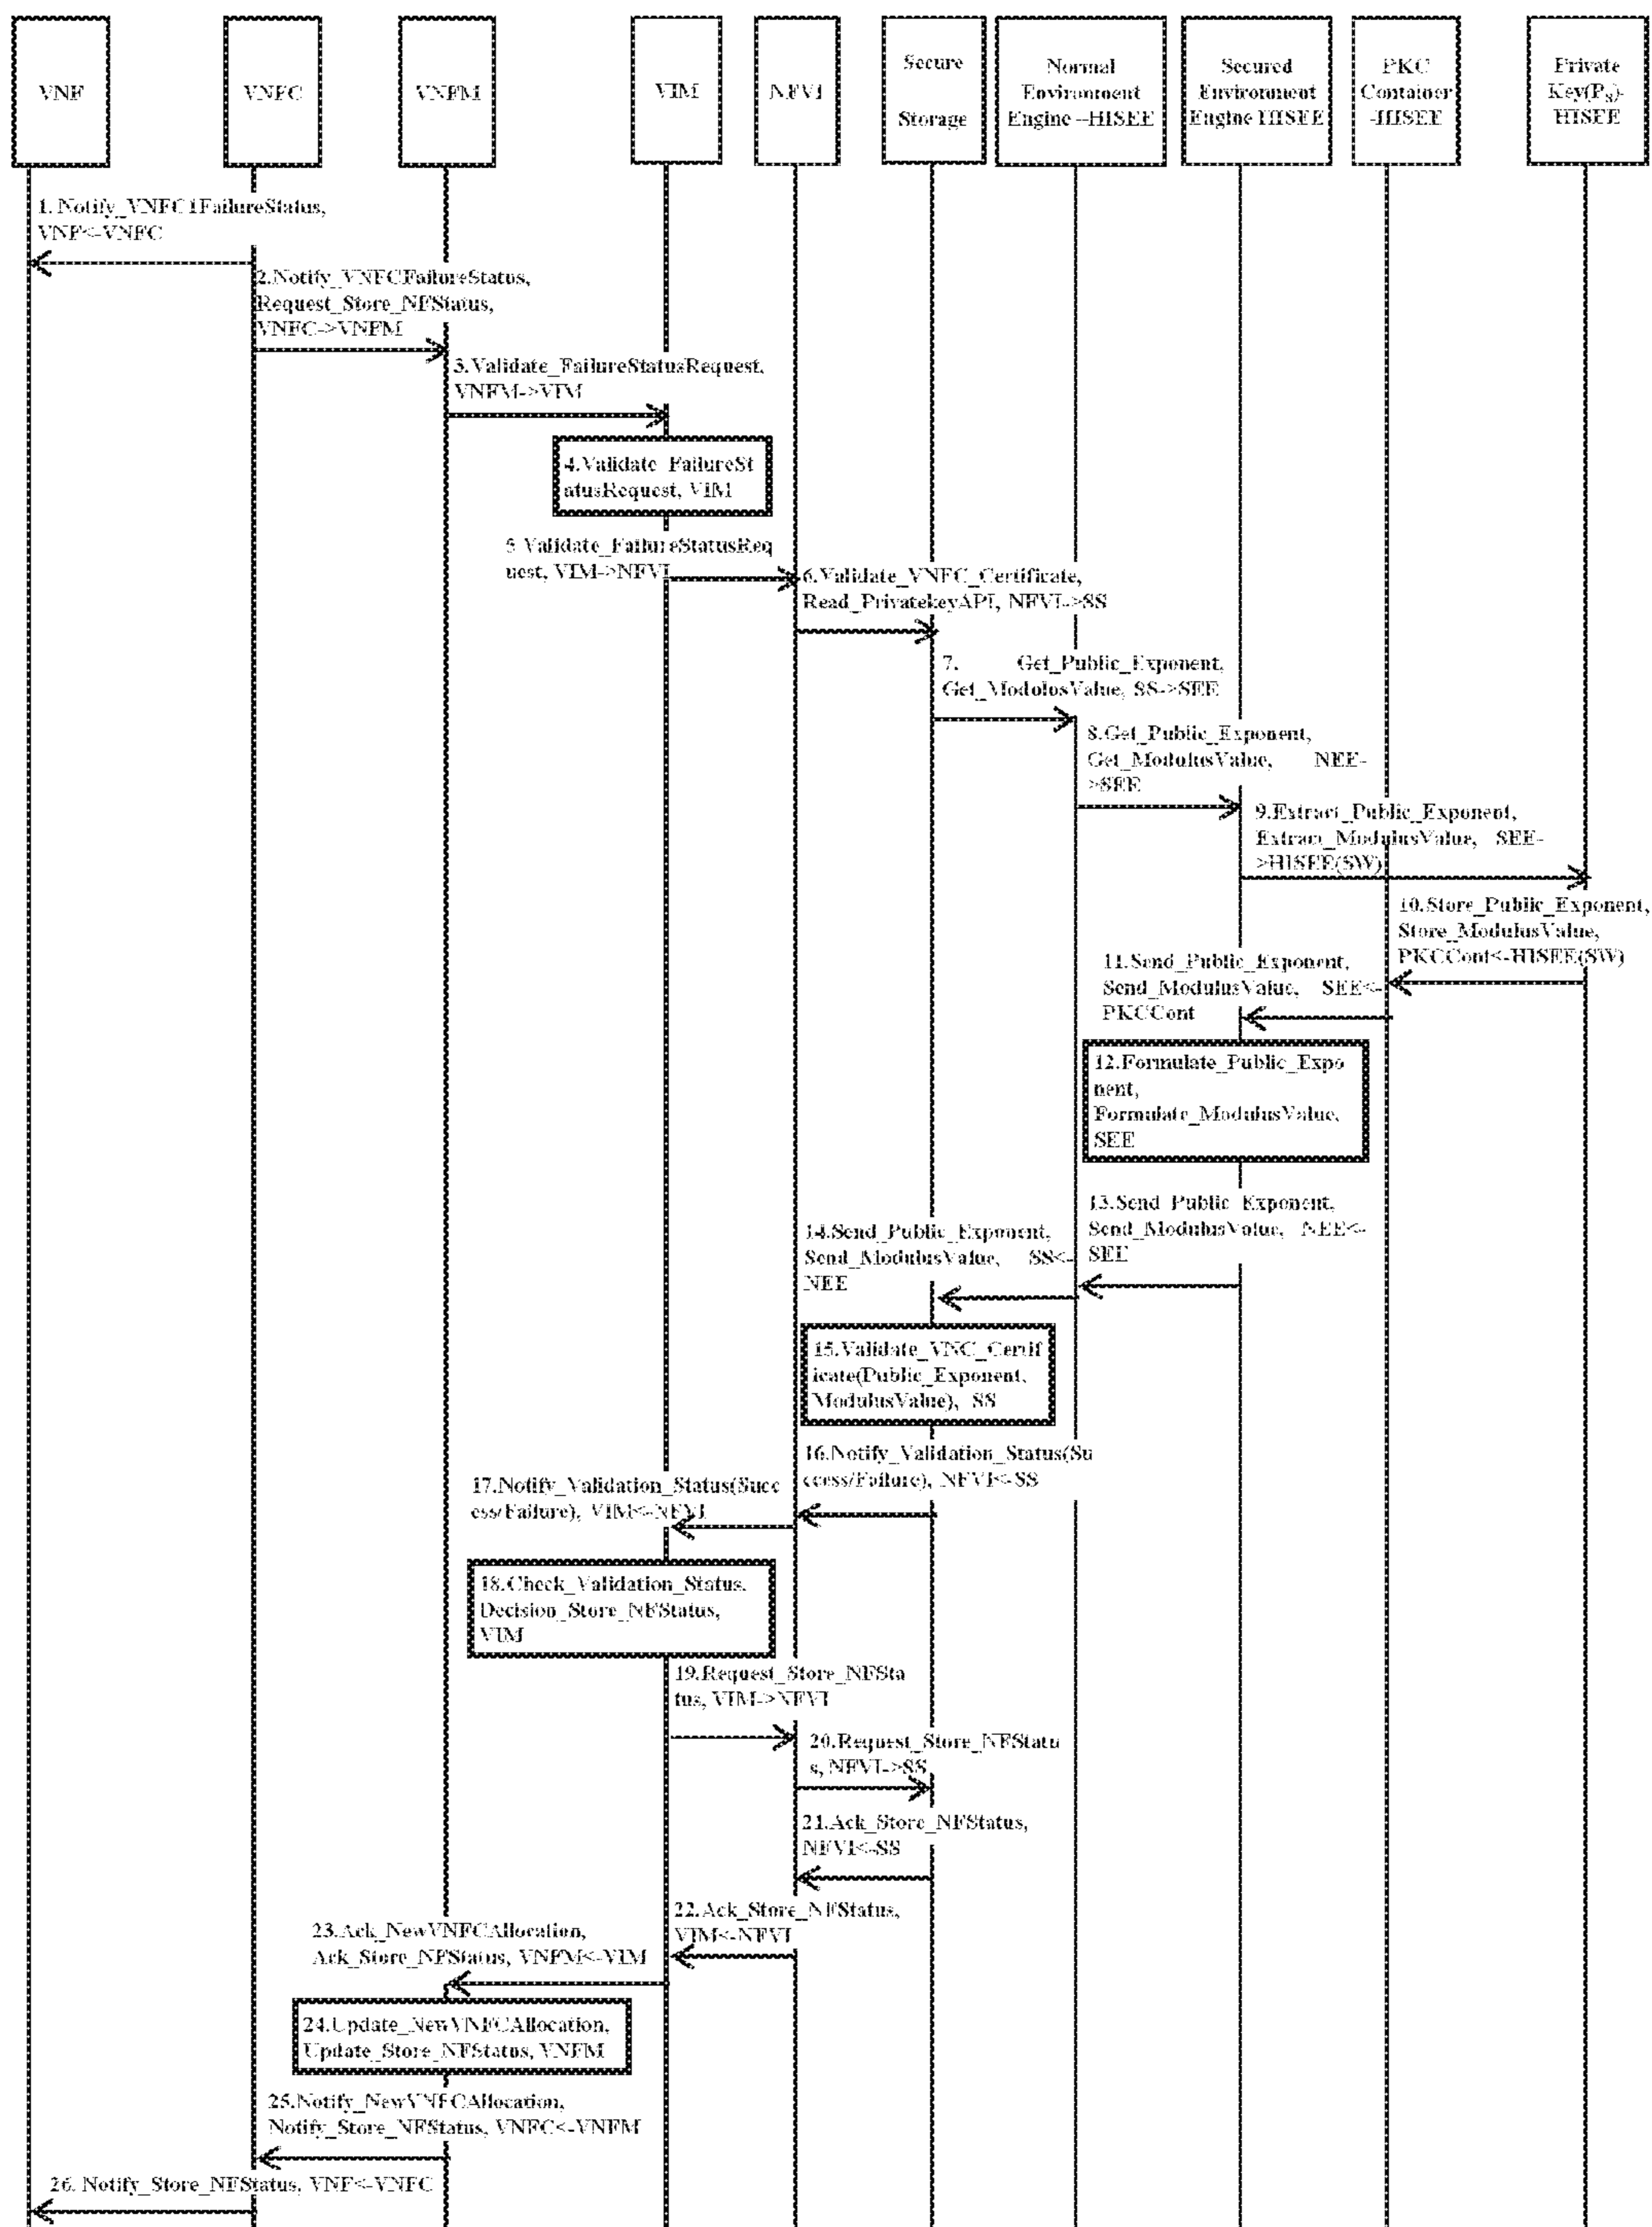 VNF
VNFC
VNFM
VIM
NFVI
Secure
Storage
Normal
Environment
Engine –HISEE
Secured
Environment
Engine HISEE
PKC
Container
-HISEE
Private
Key(Ps)-
HISEE
1. Notify_VNFC1FailureStatus,
VNF<-VNFC
2.Notify_VNFCFailureStatus,
Request_Store_NFStatus,
VNFC->VNFM
3.Validate_FailureStatusRequest,
VNFM->VIM
4.Validate_FailureSt
atusRequest, VIM
5 Validate_FailureStatusReq
uest, VIM->NFVI
6.Validate_VNFC_Certificate,
Read_PrivatekeyAPI, NFVI->SS
7. Get_Public_Exponent,
Get_ModulosValue, SS->SEE
8.Get_Public_Exponent,
Get_ModulusValue, NEE-
>SEE
9.Extract_Public_Exponent,
Extract_ModulusValue, SEE-
>HISEE(SW)
10.Store_Public_Exponent,
Store_ModulusValue,
PKCCont<-HISEE(SW)
11.Send_Public_Exponent,
Send_ModulusValue, SEE<-
PKCCont
12.Formulate_Public_Expo
nent,
Formulate_ModulusValue,
SEE
13.Send_Public_Exponent,
Send_ModulusValue, NEE<-
SEE
14.Send_Public_Exponent,
Send_ModulusValue, SS<-
NEE
15.Validate_VNC_Certif
icate(Public_Exponent,
ModulusValue), SS
16.Notify_Validation_Status(Su
ccess/Failure), NFVI<-SS
17.Notify_Validation_Status(Succ
ess/Failure), VIM<-NFVI
18.Check_Validation_Status,
Decision_Store_NFStatus,
VIM
19.Request_Store_NFSta
tus, VIM->NFVI
20.Request_Store_NFStatu
s, NFVI->SS
21.Ack_Store_NFStatus,
NFVI<-SS
22.Ack_Store_NFStatus,
VIM<-NFVI
23.Ack_NewVNFCAllocation,
Ack_Store_NFStatus, VNFM<-VIM
24.Update_NewVNFCAllocation,
Update_Store_NFStatus, VNFM
25.Notify_NewVNFCAllocation,
Notify_Store_NFStatus, VNFC<-VNFM
26. Notify_Store_NFStatus, VNF<-VNFC